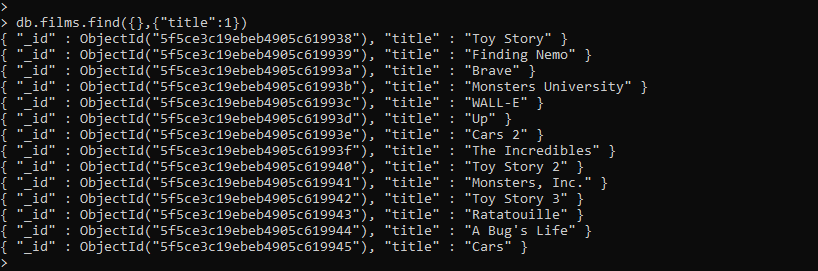 >
> db.films.find({},{"title":1})
{ "_id" : ObjectId("5f5ce3c19ebeb4905c619938"), "title" : "Toy Story" }
{ "_id" : ObjectId("5f5ce3c19ebeb4905c619939"), "title" : "Finding Nemo" }
{ "_id" : ObjectId("5f5ce3c19ebeb4905c61993a"), "title" : "Brave" }
{ "_id" : ObjectId("5f5ce3c19ebeb4905c61993b"), "title" : "Monsters University" }
{ "_id" : ObjectId("5f5ce3c19ebeb4905c61993c"), "title" : "WALL-E" }
{ "_id" : ObjectId("5f5ce3c19ebeb4905c61993d"), "title" : "Up" }
{ "_id" : ObjectId("5f5ce3c19ebeb4905c61993e"), "title" : "Cars 2" }
{ "_id" : ObjectId("5f5ce3c19ebeb4905c61993f"), "title" : "The Incredibles" }
{ "_id" : ObjectId("5f5ce3c19ebeb4905c619940"), "title" : "Toy Story 2" }
{ "_id" : ObjectId("5f5ce3c19ebeb4905c619941"), "title" : "Monsters, Inc." }
{ "_id" : ObjectId("5f5ce3c19ebeb4905c619942"), "title" : "Toy Story 3" }
{ "_id" : ObjectId("5f5ce3c19ebeb4905c619943"), "title" : "Ratatouille" }
{ "_id" : ObjectId("5f5ce3c19ebeb4905c619944"), "title" : "A Bug's Life" }
{ "_id" : ObjectId("5f5ce3c19ebeb4905c619945"), "title" : "Cars" }
>